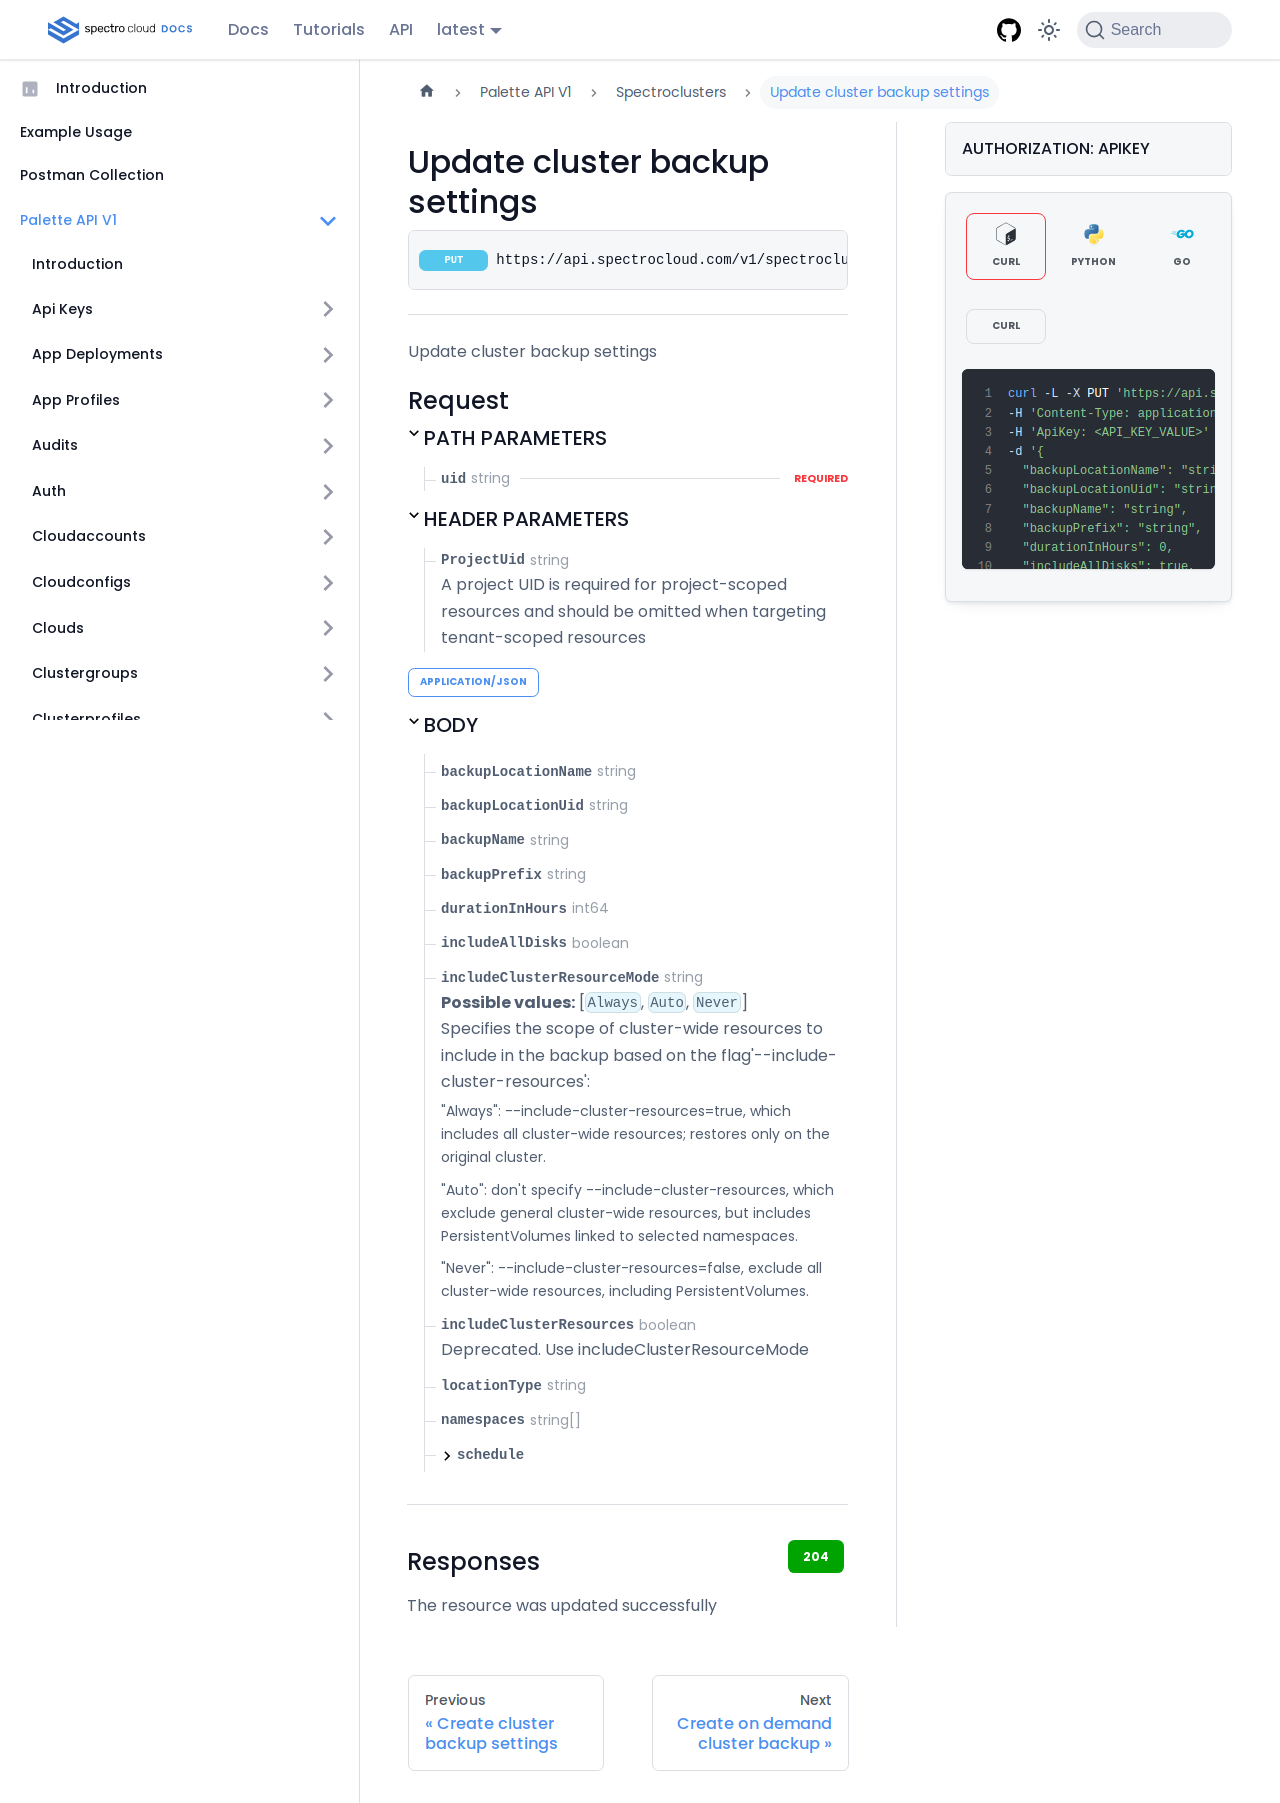 spectro cloud DOCS
Docs
Tutorials
API
latest
Search
Introduction
Example Usage
Postman Collection
Palette API V1
Introduction
Api Keys
App Deployments
App Profiles
Audits
Auth
Cloudaccounts
Cloudconfigs
Clouds
Clustergroups
Clusterprofiles
Palette API V1
Spectroclusters
Update cluster backup settings
Update cluster backup
settings
PUT
https://api.spectrocloud.com/v1/spectroclu
Update cluster backup settings
Request
PATH PARAMETERS
uid string
REQUIRED
HEADER PARAMETERS
ProjectUid string
A project UID is required for project-scoped
resources and should be omitted when targeting
tenant-scoped resources
APPLICATION/JSON
BODY
backupLocationName string
backupLocationUid string
backupName string
backupPrefix string
durationInHours int64
includeAllDisks boolean
includeClusterResourceMode string
Possible values: [Always, Auto, Never]
Specifies the scope of cluster-wide resources to
include in the backup based on the flag'--include-
cluster-resources':
"Always": --include-cluster-resources=true, which
includes all cluster-wide resources; restores only on the
original cluster.
"Auto": don't specify --include-cluster-resources, which
exclude general cluster-wide resources, but includes
PersistentVolumes linked to selected namespaces.
"Never": --include-cluster-resources=false, exclude all
cluster-wide resources, including PersistentVolumes.
includeClusterResources boolean
Deprecated. Use includeClusterResourceMode
locationType string
namespaces string[]
schedule
Responses
204
The resource was updated successfully
Previous
« Create cluster
backup settings
Next
Create on demand
cluster backup »
AUTHORIZATION: APIKEY
CURL
PYTHON
GO
GO
CURL
1 curl -L -X PUT 'https://api.s
2 -H 'Content-Type: application
3 -H 'ApiKey: <API_KEY_VALUE>'
4 -d '{
5 "backupLocationName": "stri
6 "backupLocationUid": "strin
7 "backupName": "string",
8 "backupPrefix": "string",
9 "durationInHours": 0,
10 "includeAllDisks": true,